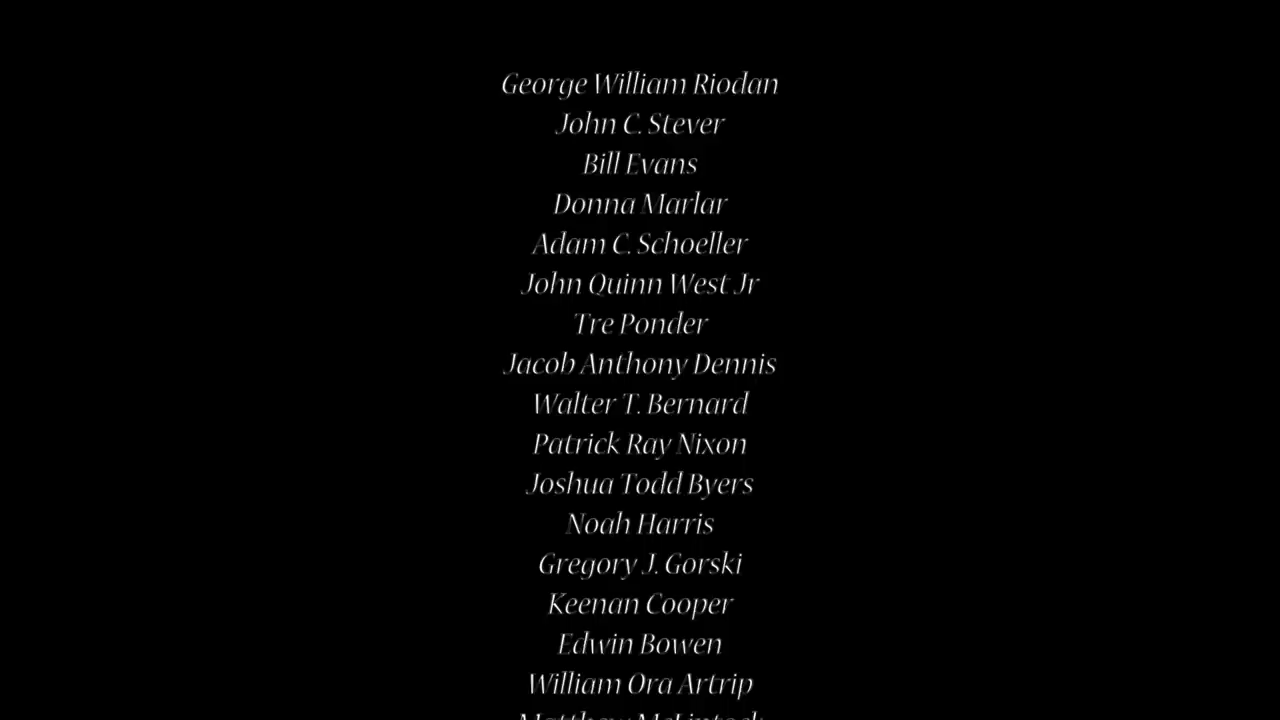 George William Riodan
John C. Stever
Bill Evans
Donna Marlar
Adam C. Schoeller
John Quinn West Jr
Tre Ponder
Jacob Anthony Dennis
Walter T. Bernard
Patrick Ray Nixon
Joshua Todd Byers
Noah Harris
Gregory J. Gorski
Keenan Cooper
Edwin Bowen
William Ora Artrip
Matthew McLintock